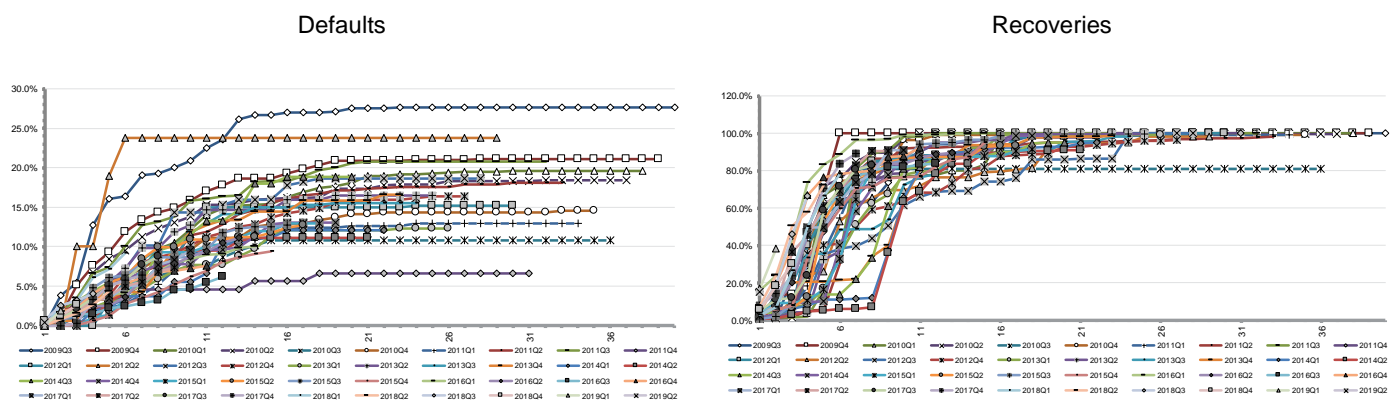 Defaults
30.0%
25.0%
20.0%
15.0%
10.0%
5.0%
0.0%
1 6 11 16 21 26 31 36
2009Q3 2009Q4 2010Q1 2010Q2 2010Q3 2010Q4 2011Q1 2011Q2 2011Q3 2011Q4
2012Q1 2012Q2 2012Q3 2012Q4 2013Q1 2013Q2 2013Q3 2013Q4 2014Q1 2014Q2
2014Q3 2014Q4 2015Q1 2015Q2 2015Q3 2015Q4 2016Q1 2016Q2 2016Q3 2016Q4
2017Q1 2017Q2 2017Q3 2017Q4 2018Q1 2018Q2 2018Q3 2018Q4 2019Q1 2019Q2
Recoveries
120.0%
100.0%
80.0%
60.0%
40.0%
20.0%
0.0%
1 6 11 16 21 26 31 36
2009Q3 2009Q4 2010Q1 2010Q2 2010Q3 2010Q4 2011Q1 2011Q2 2011Q3 2011Q4
2012Q1 2012Q2 2012Q3 2012Q4 2013Q1 2013Q2 2013Q3 2013Q4 2014Q1 2014Q2
2014Q3 2014Q4 2015Q1 2015Q2 2015Q3 2015Q4 2016Q1 2016Q2 2016Q3 2016Q4
2017Q1 2017Q2 2017Q3 2017Q4 2018Q1 2018Q2 2018Q3 2018Q4 2019Q1 2019Q2